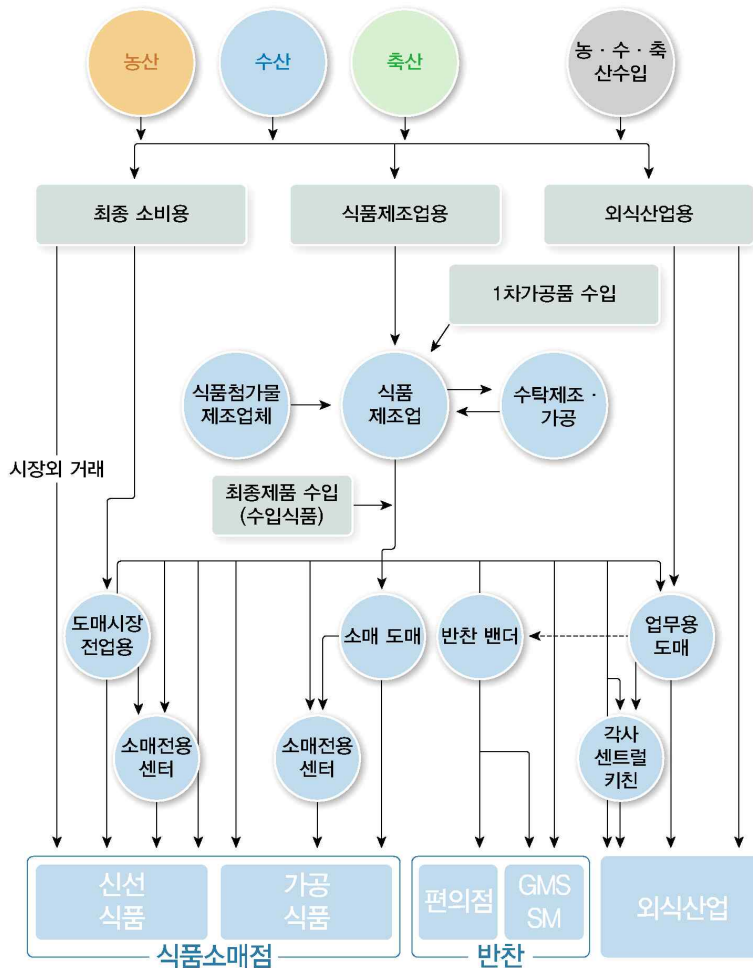 농산
수산
축산
농 · 수 · 축
산수입
최종 소비용
식품제조업용
외식산업용
1차가공품 수입
식품첨가물
제조업체
식품
제조업
수탁제조 ·
가공
시장외 거래
최종제품 수입
(수입식품)
도매시장
전업용
소매 도매
반찬 밴더
업무용
도매
소매전용
센터
소매전용
센터
각사
센트럴
키친
신선
식품
가공
식품
편의점
GMS
SM
외식산업
식품소매점
반찬